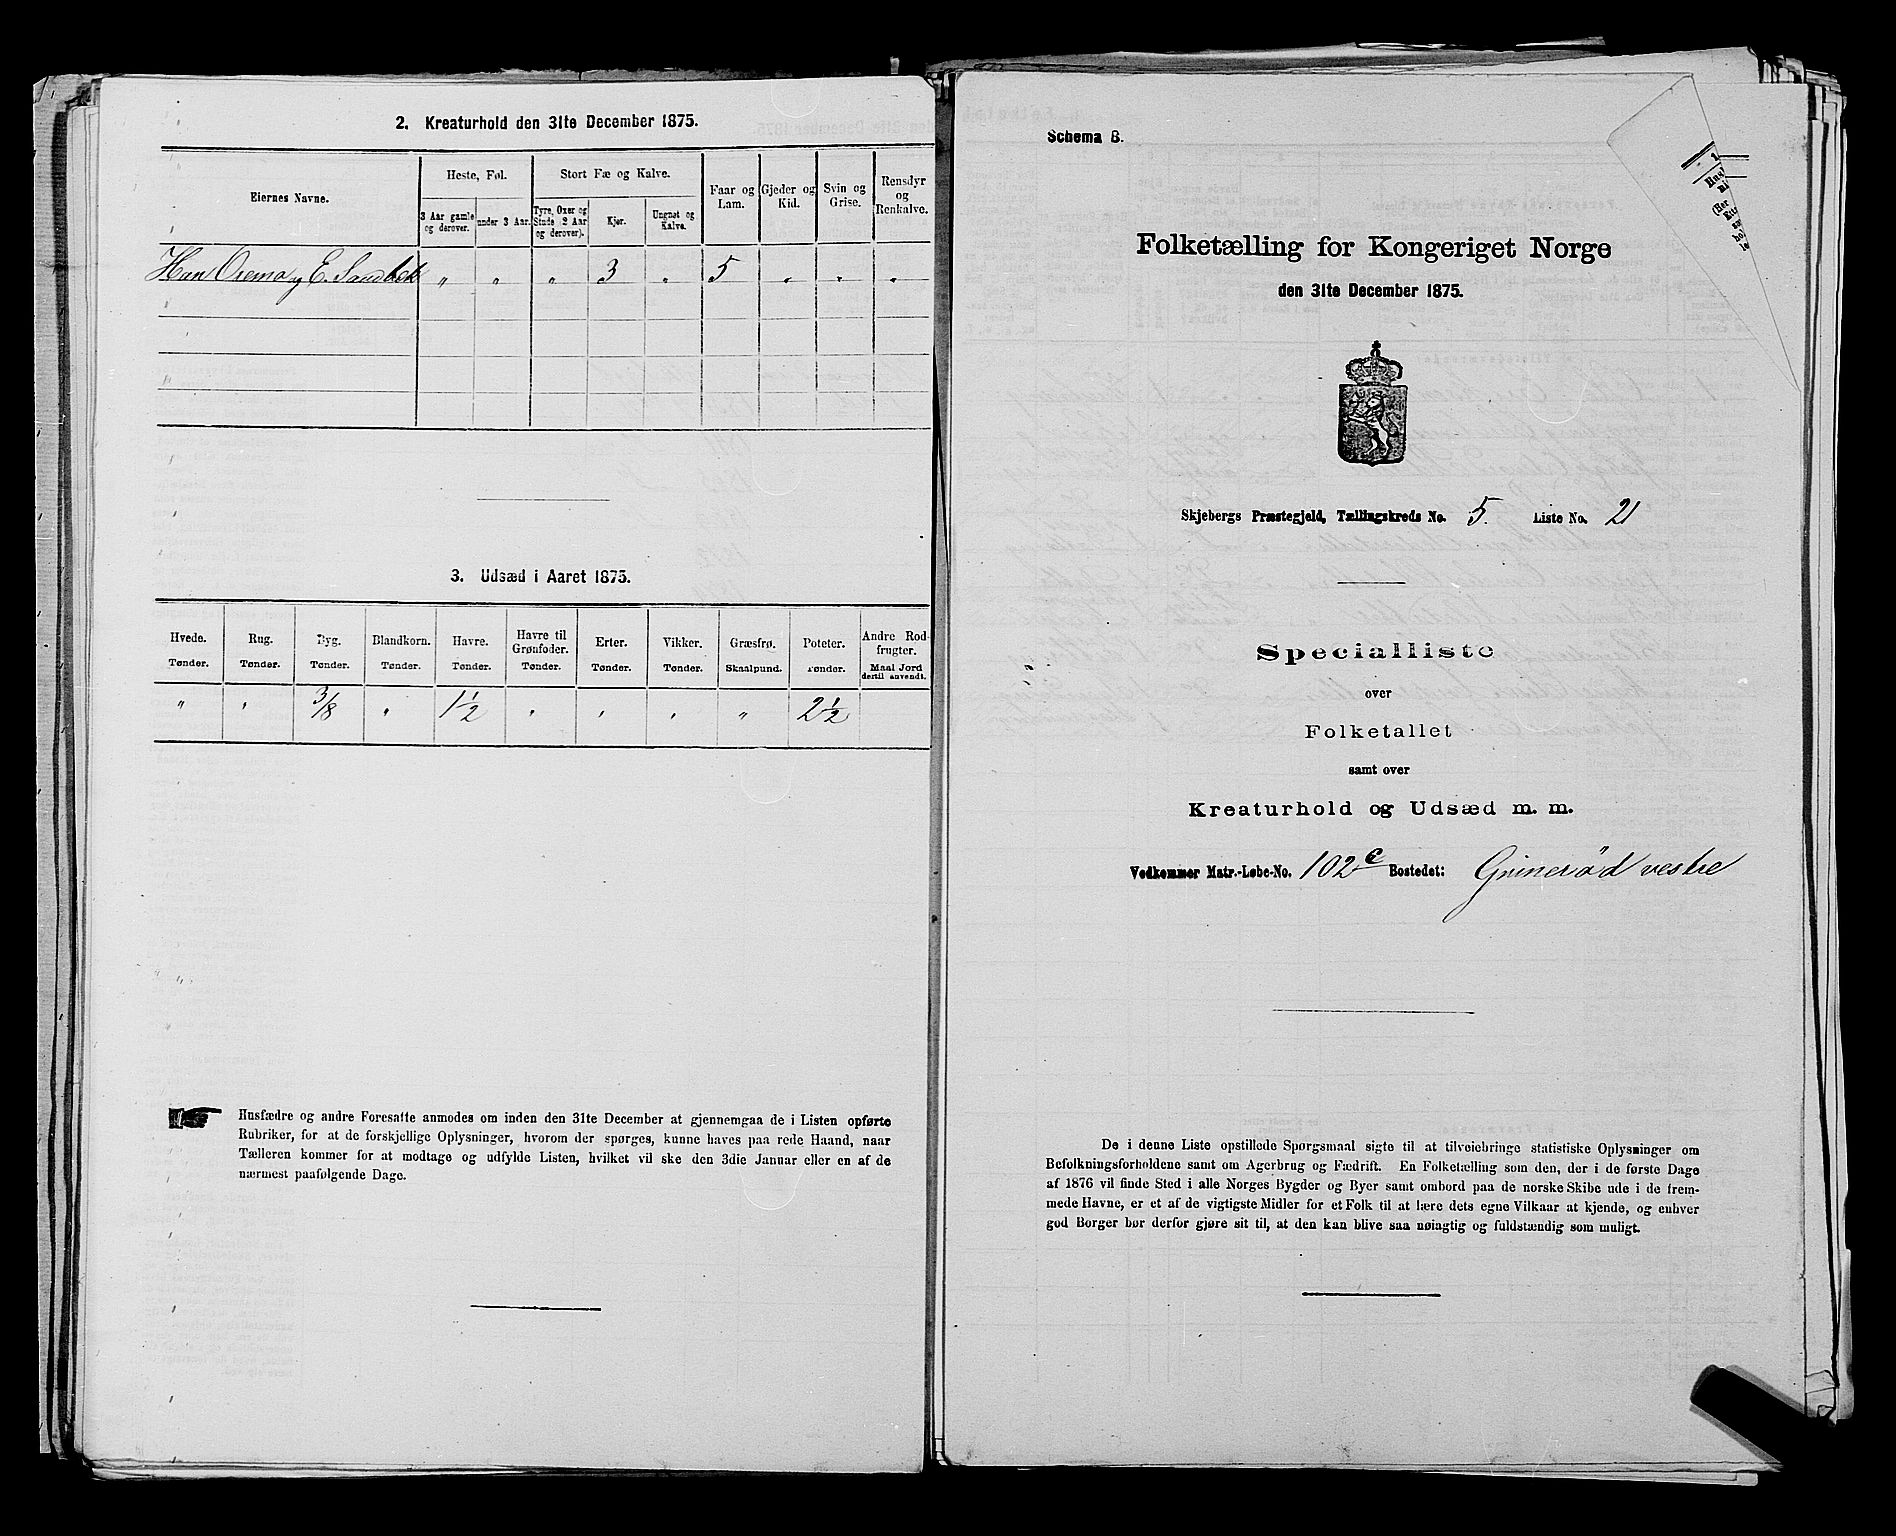 2. Kreaturhold den 31te December 1875.
Eiernes Navne.
Heste, Føl.
Stort Fæ og Kalve.
Faar og Lam.
Gjeder og Kid.
Svin og Grise.
Rensdyr og Renkalve.
3 Aar gamle og derover.
under 3 Aar.
Tyre, Oxer og Stude (2 Aar og derover).
Kjør.
Ungnøt og Kalve.
E. Sandbek " " " 3 " 5 " " "
3. Udsæd i Aaret 1875.
Hvede. Rug. Byg. Blandkorn. Havre. Havre til Grønfoder. Erter. Vikker. Græsfrø. Poteter. Andre Rodfrugter.
Tønder. Tønder. Tønder. Tønder. Tønder. Tønder. Tønder. Tønder. Skaalpund. Tønder. Maal Jord dertil anvendt.
" " 3/8 " 1 1/2 " " " " 2 1/2
Husfædre og andre Foresatte anmodes om inden den 31te December at gjennemgaa de i Listen opførte
Rubriker, for at de forskjellige Oplysninger, hvorom der spørges, kunne haves paa rede Haand, naar
Tælleren kommer for at modtage og udfylde Listen, hvilket vil ske den 3die Januar eller en af de
nærmest paafølgende Dage.
Schema B.
Folketælling for Kongeriget Norge
den 31te December 1875.
Skjebergs Præstegjeld, Tællingskreds No. 5. Liste No. 21
Specialliste
over
Folketallet
samt over
Kreaturhold og Udsæd m. m.
Vedkommer Matr.-Løbe-No. 102c Bostedet: Grimerød vestre
De i denne Liste opstillede Spørgsmaal sigte til at tilveiebringe statistiske Oplysninger om
Befolkningsforholdene samt om Agerbrug og Fædrift. En Folketælling som den, der i de første Dage
af 1876 vil finde Sted i alle Norges Bygder og Byer samt ombord paa de norske Skibe ude i de frem-
mede Havne, er et af de vigtigste Midler for et Folk til at lære dets egne Vilkaar at kjende, og enhver
god Borger bør derfor gjøre sit til, at den kan blive saa nøiagtig og fuldstændig som muligt.